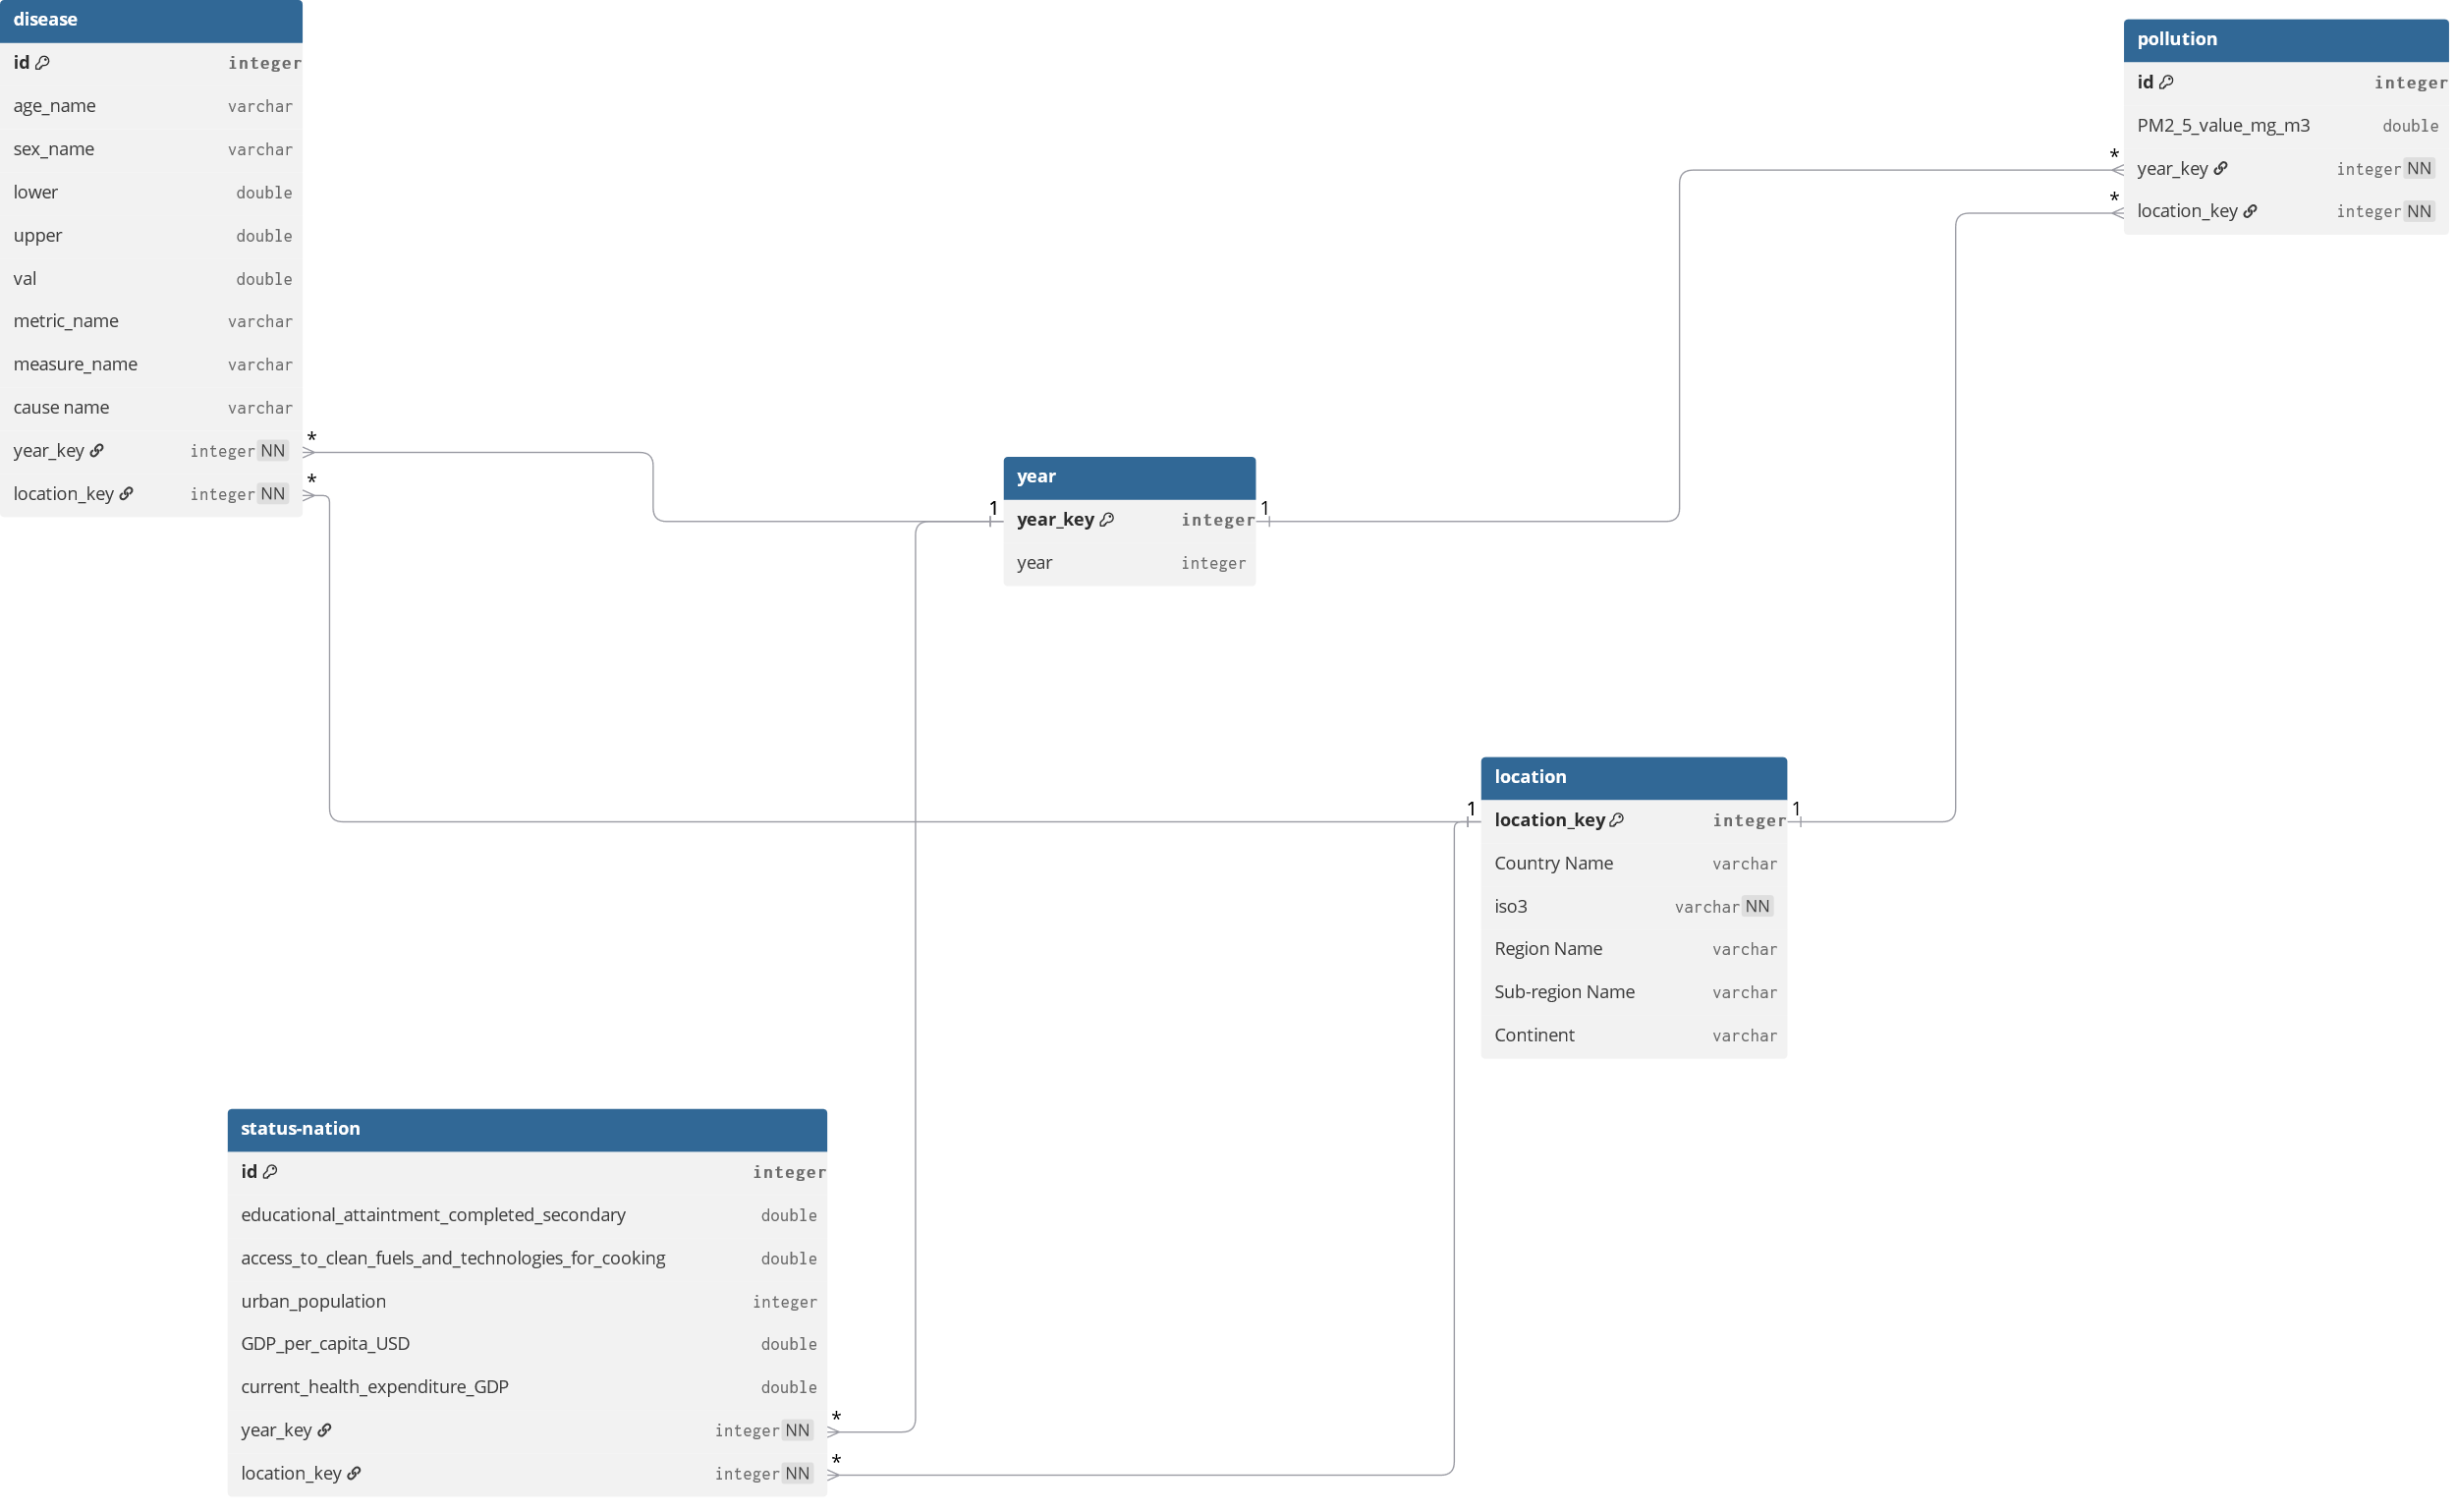 disease
id integer
age_name varchar
sex_name varchar
lower double
upper double
val double
metric_name varchar
measure_name varchar
cause name varchar
year_key integer NN *
location_key integer NN *
pollution
id integer
PM2_5_value_mg_m3 double
* year_key integer NN
* location_key integer NN
year
1 year_key integer 1
year integer
location
1 location_key integer 1
Country Name varchar
iso3 varchar NN
Region Name varchar
Sub-region Name varchar
Continent varchar
status-nation
id integer
educational_attaintment_completed_secondary double
access_to_clean_fuels_and_technologies_for_cooking double
urban_population integer
GDP_per_capita_USD double
current_health_expenditure_GDP double
year_key integer NN *
location_key integer NN *